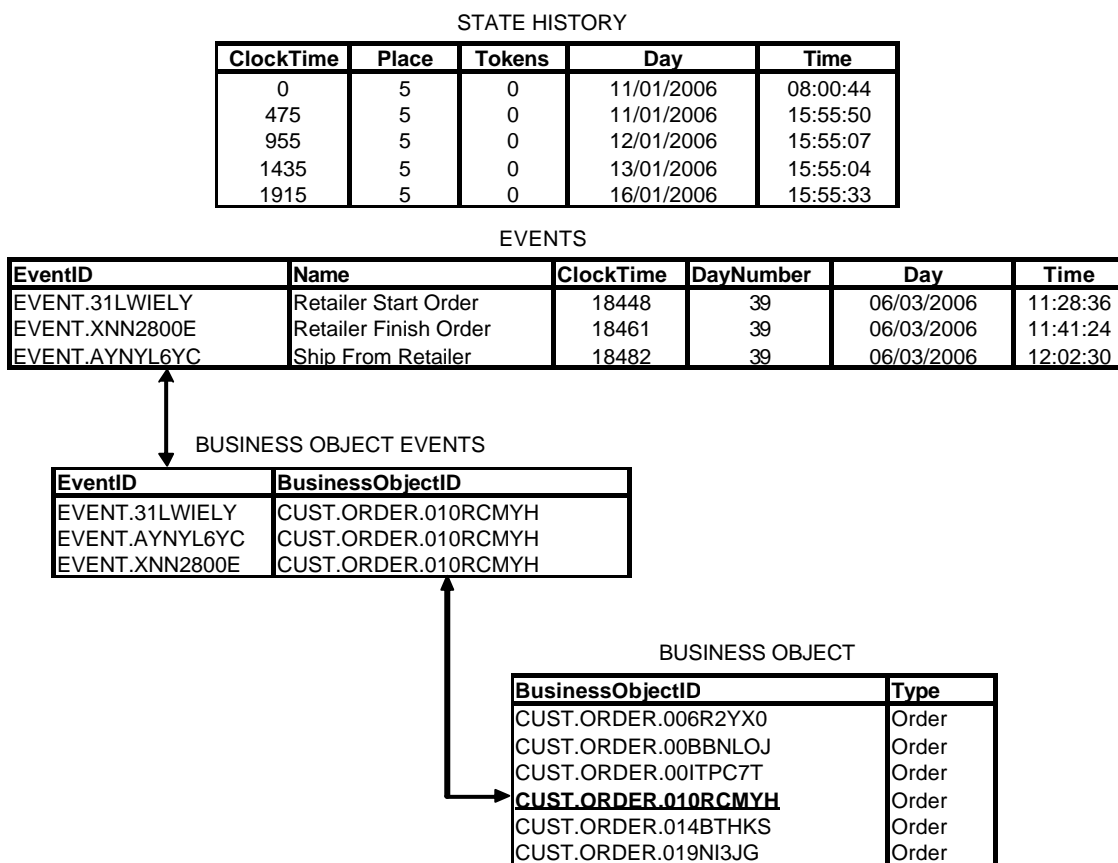 STATE HISTORY
ClockTime Place Tokens Day Time
0 5 0 11/01/2006 08:00:44
475 5 0 11/01/2006 15:55:50
955 5 0 12/01/2006 15:55:07
1435 5 0 13/01/2006 15:55:04
1915 5 0 16/01/2006 15:55:33
EVENTS
EventID Name ClockTime DayNumber Day Time
EVENT.31LWIELY Retailer Start Order 18448 39 06/03/2006 11:28:36
EVENT.XNN2800E Retailer Finish Order 18461 39 06/03/2006 11:41:24
EVENT.AYNYL6YC Ship From Retailer 18482 39 06/03/2006 12:02:30
BUSINESS OBJECT EVENTS
EventID BusinessObjectID
EVENT.31LWIELY CUST.ORDER.010RCMYH
EVENT.AYNYL6YC CUST.ORDER.010RCMYH
EVENT.XNN2800E CUST.ORDER.010RCMYH
BUSINESS OBJECT
BusinessObjectID Type
CUST.ORDER.006R2YX0 Order
CUST.ORDER.00BBNLOJ Order
CUST.ORDER.00ITPC7T Order
CUST.ORDER.010RCMYH Order
CUST.ORDER.014BTHKS Order
CUST.ORDER.019NI3JG Order